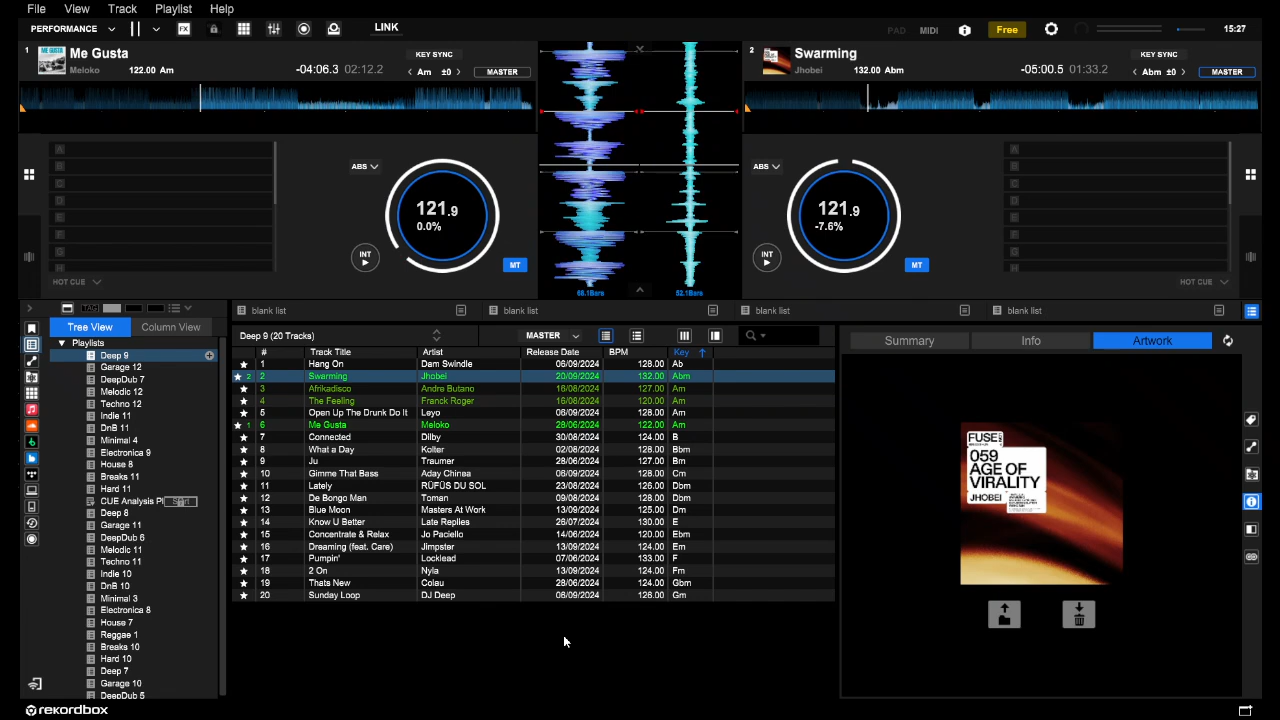 File View Track Playlist Help
PERFORMANCE FX LINK PAD MIDI Free 15:27
1 Me Gusta
Meloko 122.00 Am
-04:06.3 02:12.2
KEY SYNC
Am ±0 MASTER
2 Swarming
Jhobei 132.00 Abm
-05:00.5 01:33.2
KEY SYNC
Abm ±0 MASTER
A
B
C
D
E
F
G
H
HOT CUE
ABS
121.9
0.0%
INT
MT
68.1Bars 52.1Bars
ABS
121.9
-7.6%
INT
MT
A
B
C
D
E
F
G
H
HOT CUE
TAG
blank list blank list blank list blank list
Tree View Column View
Playlists
Deep 9
Garage 12
DeepDub 7
Melodic 12
Techno 12
Indie 11
DnB 11
Minimal 4
Electronica 9
House 8
Breaks 11
Hard 11
CUE Analysis Pl Start
Deep 8
Garage 11
DeepDub 6
Melodic 11
Techno 11
Indie 10
DnB 10
Minimal 3
Electronica 8
House 7
Reggae 1
Breaks 10
Hard 10
Deep 7
Garage 10
DeepDub 5
Deep 9 (20 Tracks) MASTER
# Track Title Artist Release Date BPM Key
1 Hang On Dam Swindle 06/09/2024 128.00 Ab
2 2 Swarming Jhobei 20/09/2024 132.00 Abm
3 Afrikadisco Andre Butano 16/08/2024 127.00 Am
4 The Feeling Franck Roger 16/08/2024 120.00 Am
5 Open Up The Drunk Do It Leyo 06/09/2024 128.00 Am
1 6 Me Gusta Meloko 28/06/2024 122.00 Am
7 Connected Dilby 30/08/2024 124.00 B
8 What a Day Kolter 06/09/2024 128.00 Bm
9 Ju Traumer 28/06/2024 127.00 Bm
10 Gimme That Bass Aday Chinea 06/09/2024 128.00 Cm
11 Lately RÜFÜS DU SOL 23/08/2024 126.00 Dbm
12 De Bongo Man Toman 09/08/2024 128.00 Dbm
13 De Moon Masters At Work 13/09/2024 125.00 Dm
14 Know U Better Late Replies 26/07/2024 130.00 E
15 Concentrate & Relax Jo Paciello 14/06/2024 120.00 Ebm
16 Dreaming (feat. Care) Jimpster 13/09/2024 124.00 Em
17 Pumpin' Locklead 07/06/2024 133.00 F
18 2 On Nyla 13/09/2024 124.00 Fm
19 Thats New Colau 28/06/2024 124.00 Gbm
20 Sunday Loop DJ Deep 06/09/2024 126.00 Gm
Summary Info Artwork
FUSE
059
AGE OF
VIRALITY
JHOBEI
rekordbox